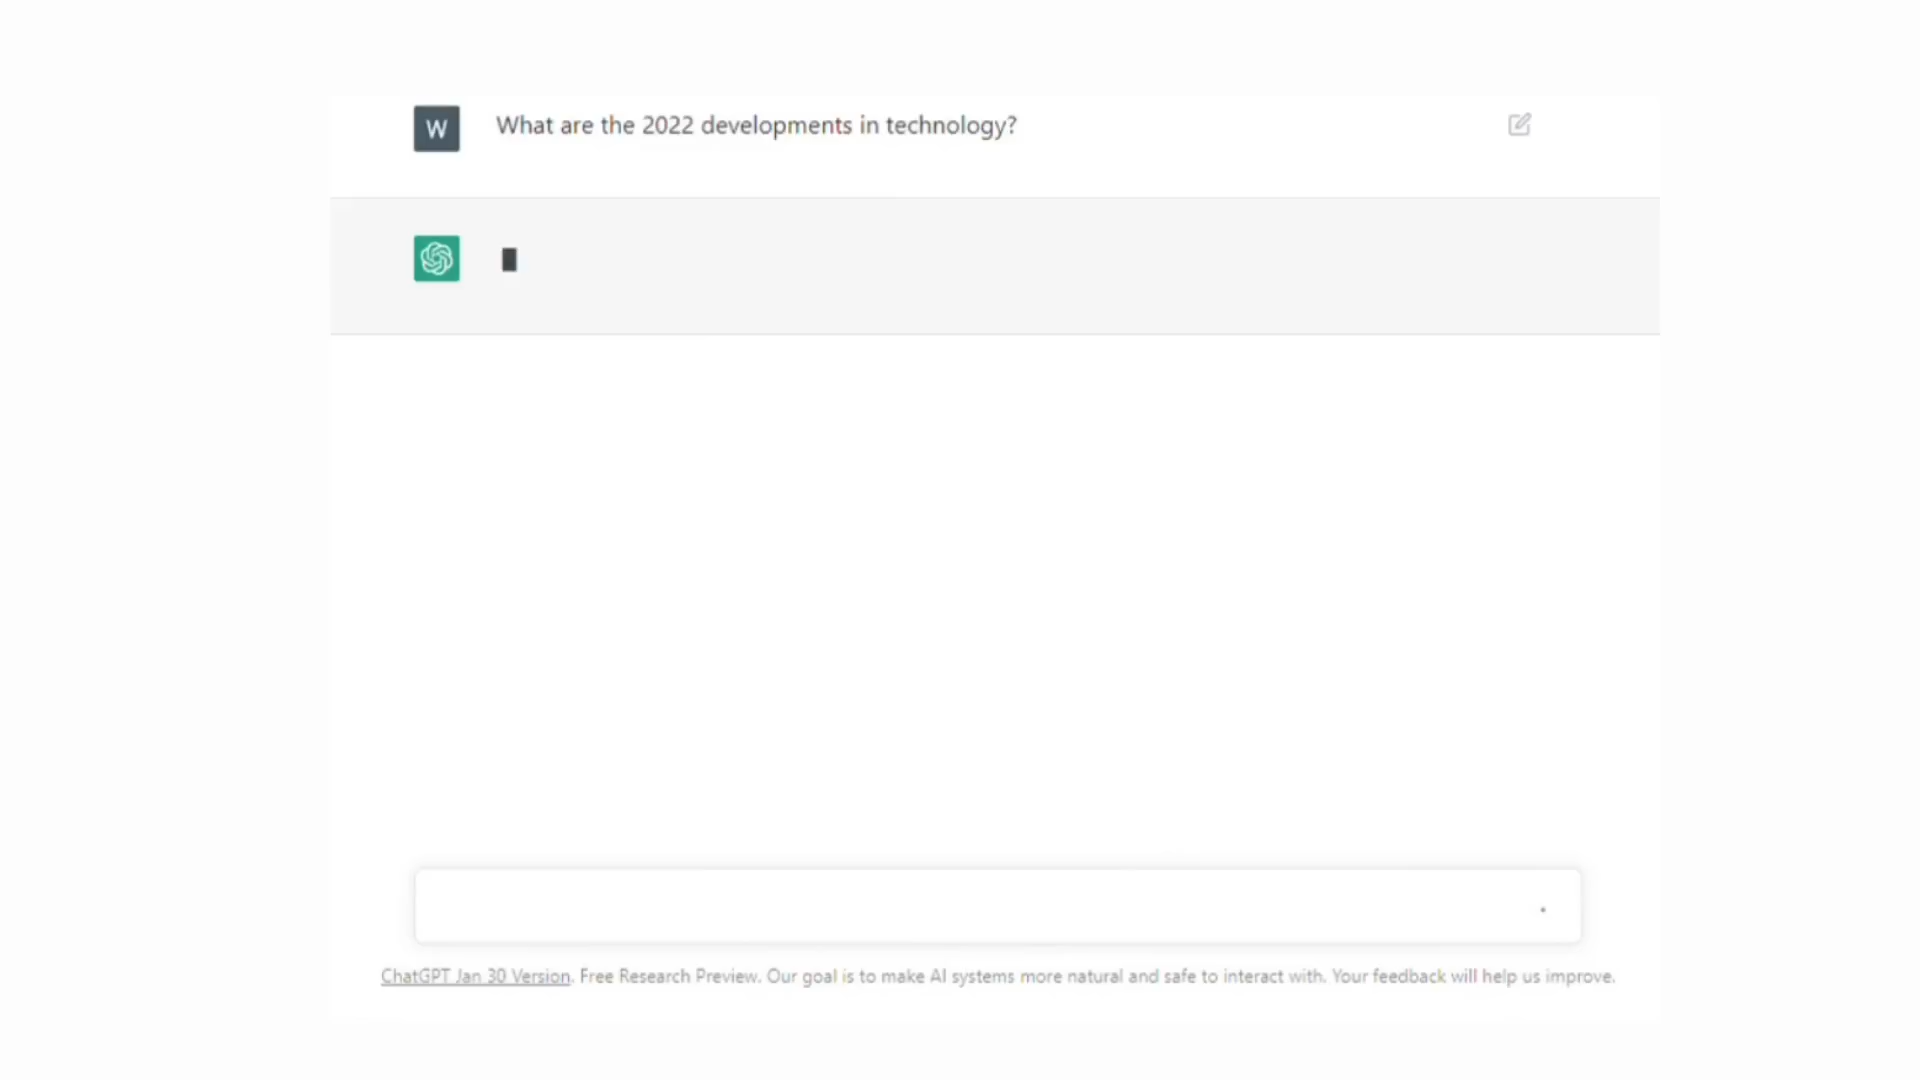 W
What are the 2022 developments in technology?
ChatGPT Jan 30 Version. Free Research Preview. Our goal is to make AI systems more natural and safe to interact with. Your feedback will help us improve.